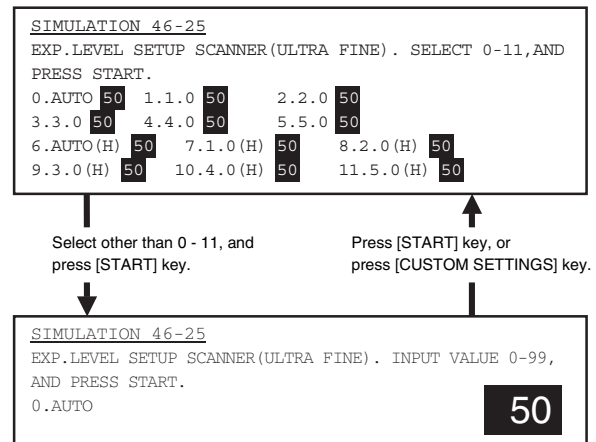 SIMULATION 46-25
EXP.LEVEL SETUP SCANNER(ULTRA FINE). SELECT 0-11,AND
PRESS START.
0.AUTO 50 1.1.0 50 2.2.0 50
3.3.0 50 4.4.0 50 5.5.0 50
6.AUTO(H) 50 7.1.0(H) 50 8.2.0(H) 50
9.3.0(H) 50 10.4.0(H) 50 11.5.0(H) 50
Select other than 0 - 11, and
press [START] key.
Press [START] key, or
press [CUSTOM SETTINGS] key.
SIMULATION 46-25
EXP.LEVEL SETUP SCANNER(ULTRA FINE). INPUT VALUE 0-99,
AND PRESS START.
0.AUTO
50